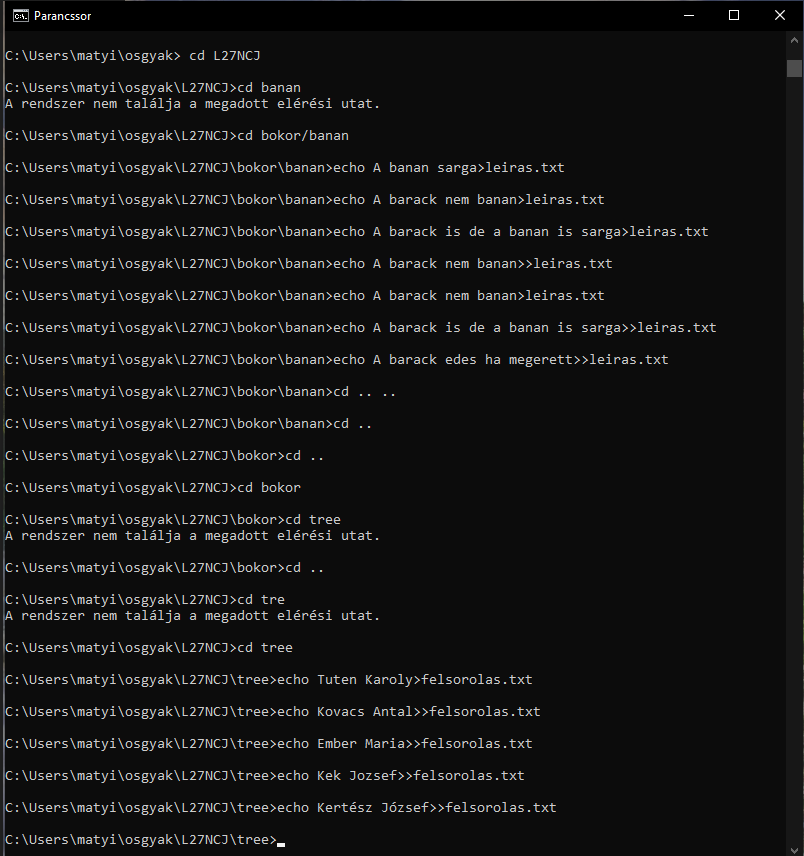 Parancssor
C:\Users\matyi\osgyak> cd L27NCJ
C:\Users\matyi\osgyak\L27NCJ>cd banan
A rendszer nem találja a megadott elérési utat.
C:\Users\matyi\osgyak\L27NCJ>cd bokor/banan
C:\Users\matyi\osgyak\L27NCJ\bokor\banan>echo A banan sarga>leiras.txt
C:\Users\matyi\osgyak\L27NCJ\bokor\banan>echo A barack nem banan>leiras.txt
C:\Users\matyi\osgyak\L27NCJ\bokor\banan>echo A barack is de a banan is sarga>leiras.txt
C:\Users\matyi\osgyak\L27NCJ\bokor\banan>echo A barack nem banan>>leiras.txt
C:\Users\matyi\osgyak\L27NCJ\bokor\banan>echo A barack nem banan>leiras.txt
C:\Users\matyi\osgyak\L27NCJ\bokor\banan>echo A barack is de a banan is sarga>>leiras.txt
C:\Users\matyi\osgyak\L27NCJ\bokor\banan>echo A barack edes ha megerett>>leiras.txt
C:\Users\matyi\osgyak\L27NCJ\bokor\banan>cd .. ..
C:\Users\matyi\osgyak\L27NCJ\bokor\banan>cd ..
C:\Users\matyi\osgyak\L27NCJ\bokor>cd ..
C:\Users\matyi\osgyak\L27NCJ>cd bokor
C:\Users\matyi\osgyak\L27NCJ\bokor>cd tree
A rendszer nem találja a megadott elérési utat.
C:\Users\matyi\osgyak\L27NCJ\bokor>cd ..
C:\Users\matyi\osgyak\L27NCJ>cd tre
A rendszer nem találja a megadott elérési utat.
C:\Users\matyi\osgyak\L27NCJ>cd tree
C:\Users\matyi\osgyak\L27NCJ\tree>echo Tuten Karoly>felsorolas.txt
C:\Users\matyi\osgyak\L27NCJ\tree>echo Kovacs Antal>>felsorolas.txt
C:\Users\matyi\osgyak\L27NCJ\tree>echo Ember Maria>>felsorolas.txt
C:\Users\matyi\osgyak\L27NCJ\tree>echo Kek Jozsef>>felsorolas.txt
C:\Users\matyi\osgyak\L27NCJ\tree>echo Kertész József>>felsorolas.txt
C:\Users\matyi\osgyak\L27NCJ\tree>